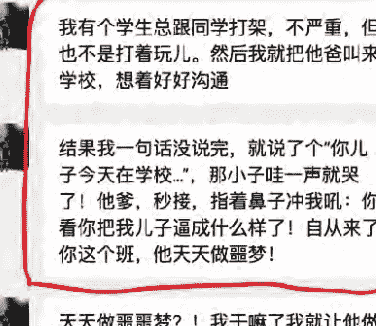 我有个学生总跟同学打架，不严重，但
也不是打着玩儿。然后我就把他爸叫来
学校，想着好好沟通
结果我一句话没说完，就说了个“你儿
子今天在学校…”，那小子哇一声就哭
了！他爹，秒接，指着鼻子冲我吼：你
看你把我儿子逼成什么样了！自从来了
你这个班，他天天做噩梦！
天天做噩噩梦？！我干嘛了我就让他做